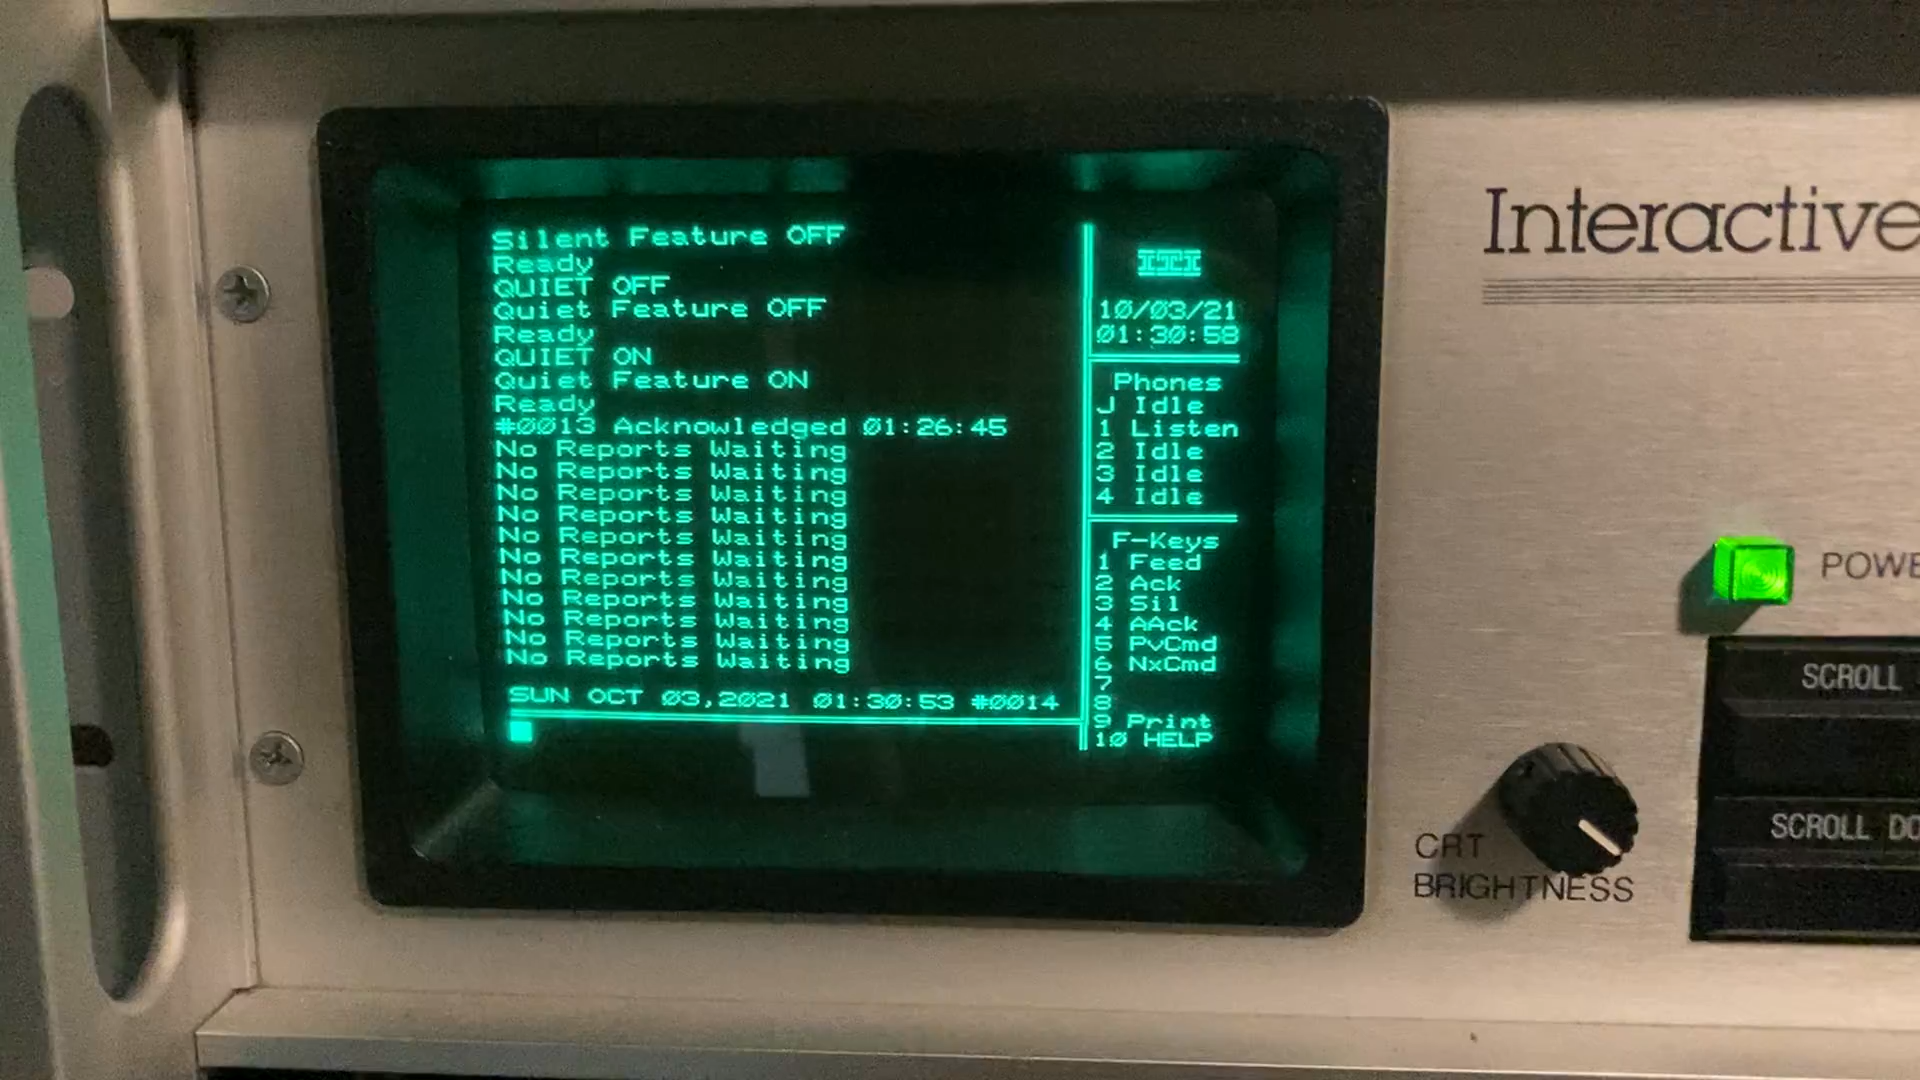 Silent Feature OFF
Ready
QUIET OFF
Quiet Feature OFF
Ready
QUIET ON
Quiet Feature ON
Ready
#0013 Acknowledged 01:26:45
No Reports Waiting
No Reports Waiting
No Reports Waiting
No Reports Waiting
No Reports Waiting
No Reports Waiting
No Reports Waiting
No Reports Waiting
No Reports Waiting
No Reports Waiting
No Reports Waiting
SUN OCT 03,2021 01:30:53 #0014
ITI
10/03/21
01:30:58
Phones
J Idle
1 Listen
2 Idle
3 Idle
4 Idle
F-Keys
1 Feed
2 Ack
3 Sil
4 AAck
5 PvCmd
6 NxCmd
7
8
9 Print
10 HELP
Interactive
POWE
SCROLL
SCROLL DO
CRT
BRIGHTNESS